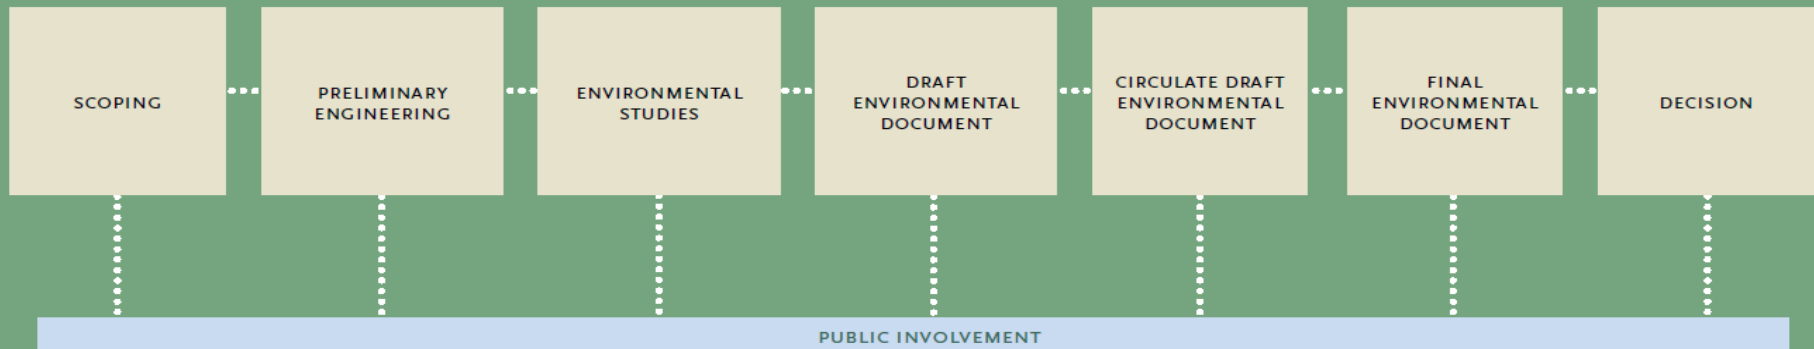 SCOPING
PRELIMINARY
ENGINEERING
ENVIRONMENTAL
STUDIES
DRAFT
ENVIRONMENTAL
DOCUMENT
CIRCULATE DRAFT
ENVIRONMENTAL
DOCUMENT
FINAL
ENVIRONMENTAL
DOCUMENT
DECISION
PUBLIC INVOLVEMENT